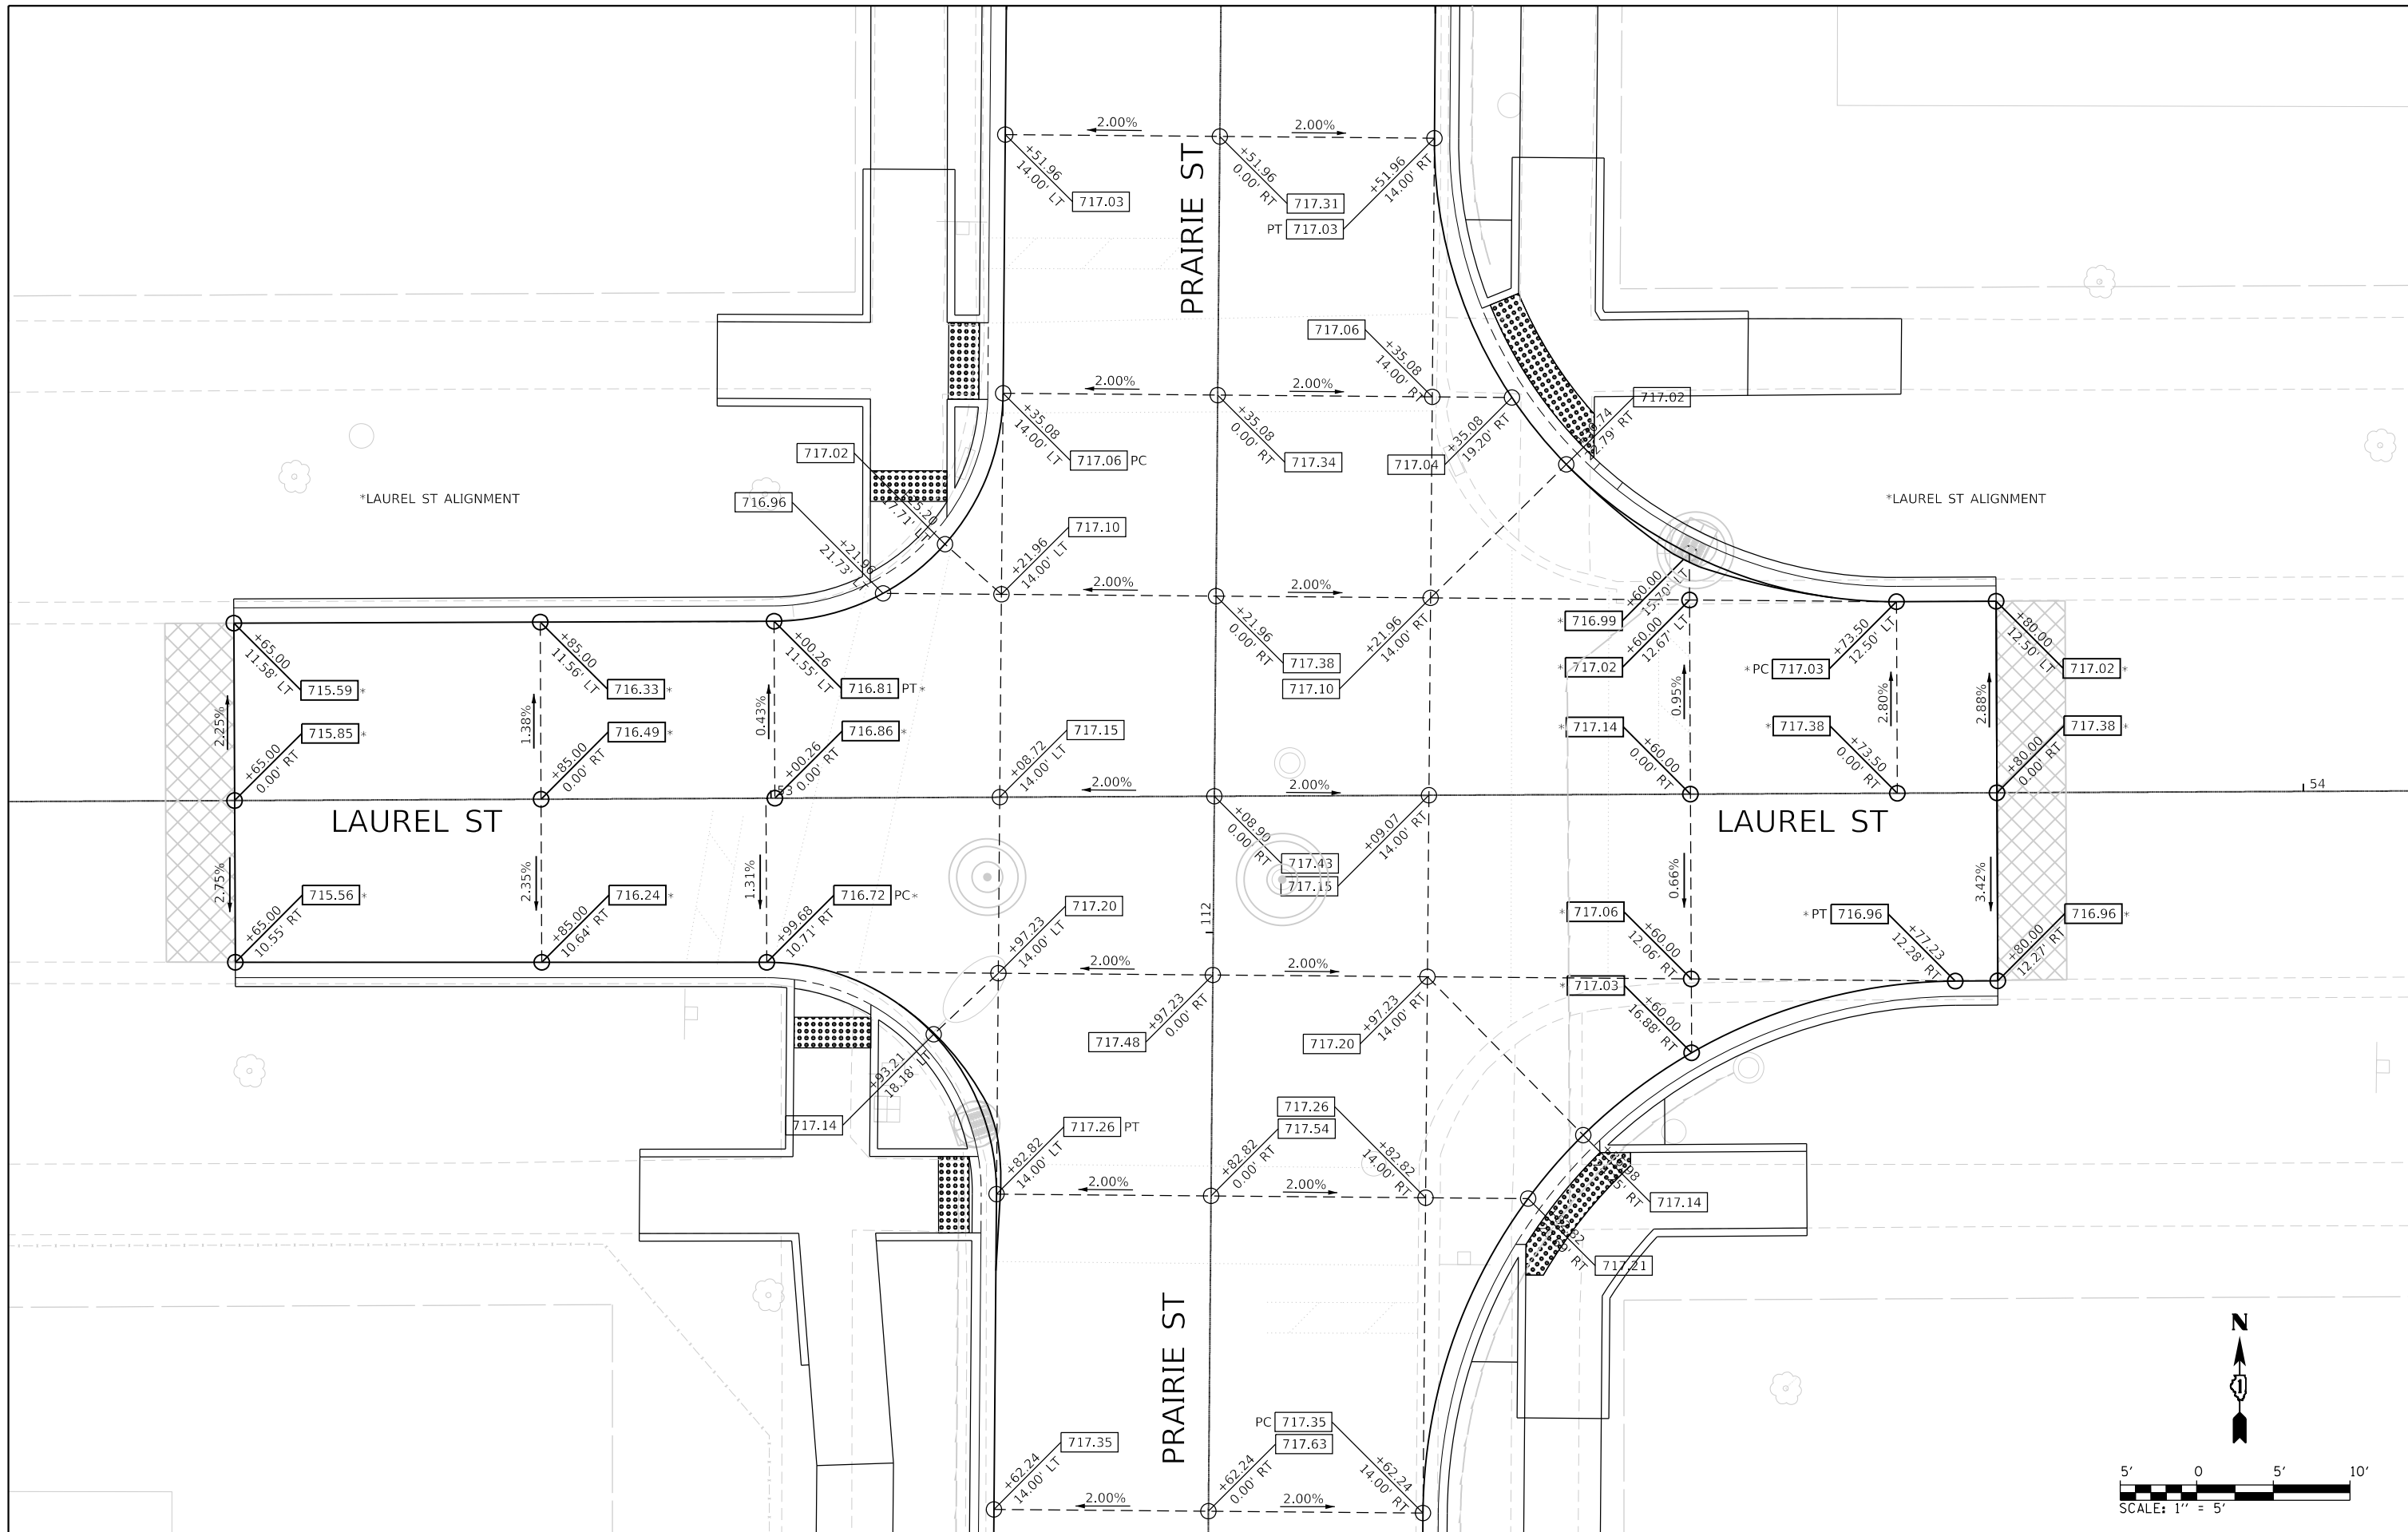 2.00%
2.00%
PRAIRIE ST
+51.96
14.00' LT
717.03
+51.96
0.00' RT
717.31
+51.96
14.00' RT
PT 717.03
717.06
+35.08
14.00' RT
2.00%
2.00%
+35.08
14.00' LT
717.06 PC
+35.08
0.00' RT
717.34
+35.08
19.20' RT
717.04
717.02
717.02
+25.20
17.71' LT
716.96
+21.96
21.73' LT
*LAUREL ST ALIGNMENT
*LAUREL ST ALIGNMENT
717.10
+21.96
14.00' LT
2.00%
2.00%
+21.96
0.00' RT
717.38
+21.96
14.00' RT
717.10
+65.00
11.58' LT
715.59 *
+85.00
11.56' LT
716.33 *
+00.26
11.55' LT
716.81 PT *
+60.00
15.70' LT
* 716.99
+60.00
12.67' LT
* 717.02
+73.50
12.50' LT
* PC 717.03
+80.00
12.50' LT
717.02 *
2.25%
1.38%
0.43%
0.95%
2.80%
2.88%
715.85 *
+65.00
0.00' RT
716.49 *
+85.00
0.00' RT
716.86 *
+00.26
0.00' RT
717.15
+08.72
14.00' LT
* 717.14
+60.00
0.00' RT
* 717.38
+73.50
0.00' RT
717.38 *
+80.00
0.00' RT
53
54
2.00%
2.00%
LAUREL ST
LAUREL ST
+08.90
0.00' RT
717.43
+09.07
14.00' RT
717.15
2.75%
2.35%
1.31%
0.66%
3.42%
715.56 *
+65.00
10.55' RT
716.24 *
+85.00
10.64' RT
716.72 PC *
+99.68
10.71' RT
717.20
+97.23
14.00' LT
112
* 717.06
+60.00
12.06' RT
* PT 716.96
+77.23
12.28' RT
716.96 *
+80.00
12.27' RT
2.00%
2.00%
+97.23
0.00' RT
717.48
+97.23
14.00' RT
717.20
* 717.03
+60.00
16.88' RT
+93.21
18.18' LT
717.14
717.26 PT
+82.82
14.00' LT
717.26
717.54
+82.82
0.00' RT
+82.82
14.00' RT
2.00%
2.00%
717.14
717.21
PRAIRIE ST
717.35
+62.24
14.00' LT
PC 717.35
717.63
+62.24
0.00' RT
+62.24
14.00' RT
2.00%
2.00%
N
5' 0 5' 10'
SCALE: 1'' = 5'